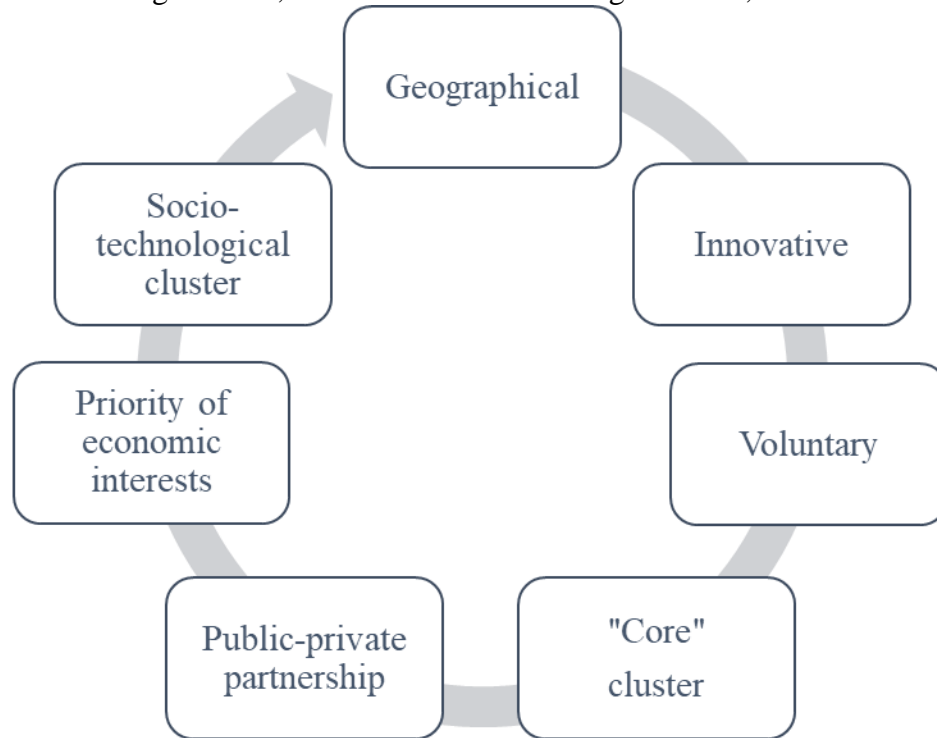 Geographical
Innovative
Voluntary
"Core"
cluster
Public-private
partnership
Priority of
economic
interests
Socio-
technological
cluster